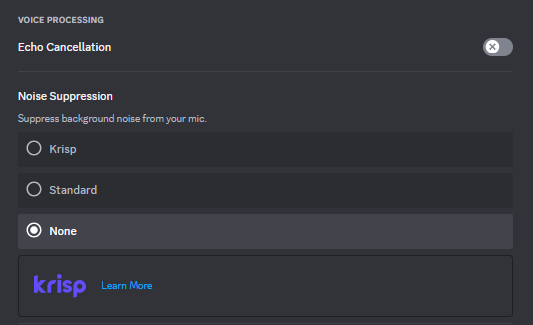 VOICE PROCESSING
Echo Cancellation
Noise Suppression
Suppress background noise from your mic.
Krisp
Standard
None
krisp Learn More